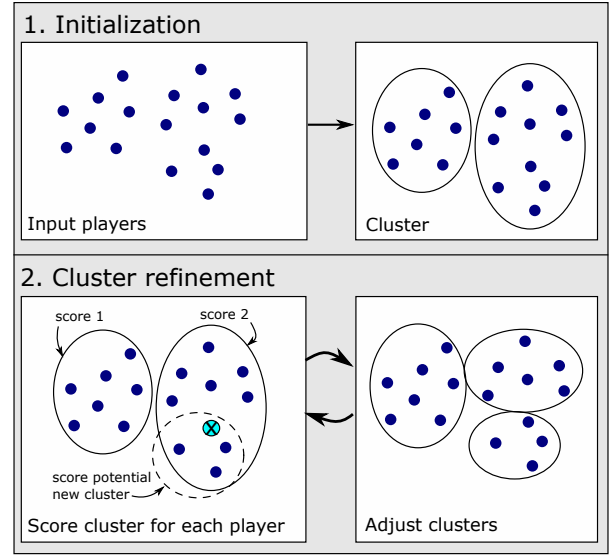 1. Initialization
Input players
Cluster
2. Cluster refinement
score 1
score 2
X
score potential
new cluster
Score cluster for each player
Adjust clusters